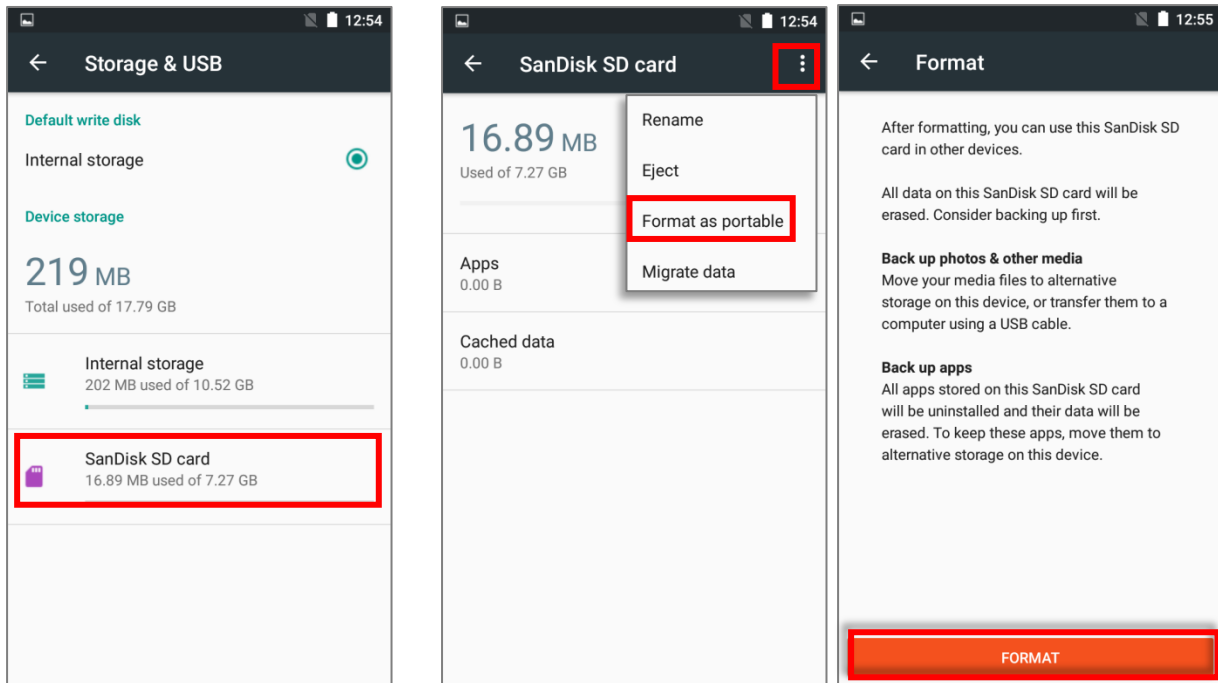 12:54
Storage & USB
Default write disk
Internal storage
Device storage
219 MB
Total used of 17.79 GB
Internal storage
202 MB used of 10.52 GB
SanDisk SD card
16.89 MB used of 7.27 GB
12:54
SanDisk SD card
16.89 MB
Used of 7.27 GB
Apps
0.00 B
Cached data
0.00 B
Rename
Eject
Format as portable
Migrate data
12:55
Format
After formatting, you can use this SanDisk SD
card in other devices.
All data on this SanDisk SD card will be
erased. Consider backing up first.
Back up photos & other media
Move your media files to alternative
storage on this device, or transfer them to a
computer using a USB cable.
Back up apps
All apps stored on this SanDisk SD card
will be uninstalled and their data will be
erased. To keep these apps, move them to
alternative storage on this device.
FORMAT